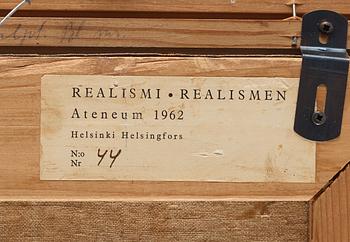 REALISMI • REALISMEN
Ateneum 1962
Helsinki Helsingfors
N:o 44
Nr